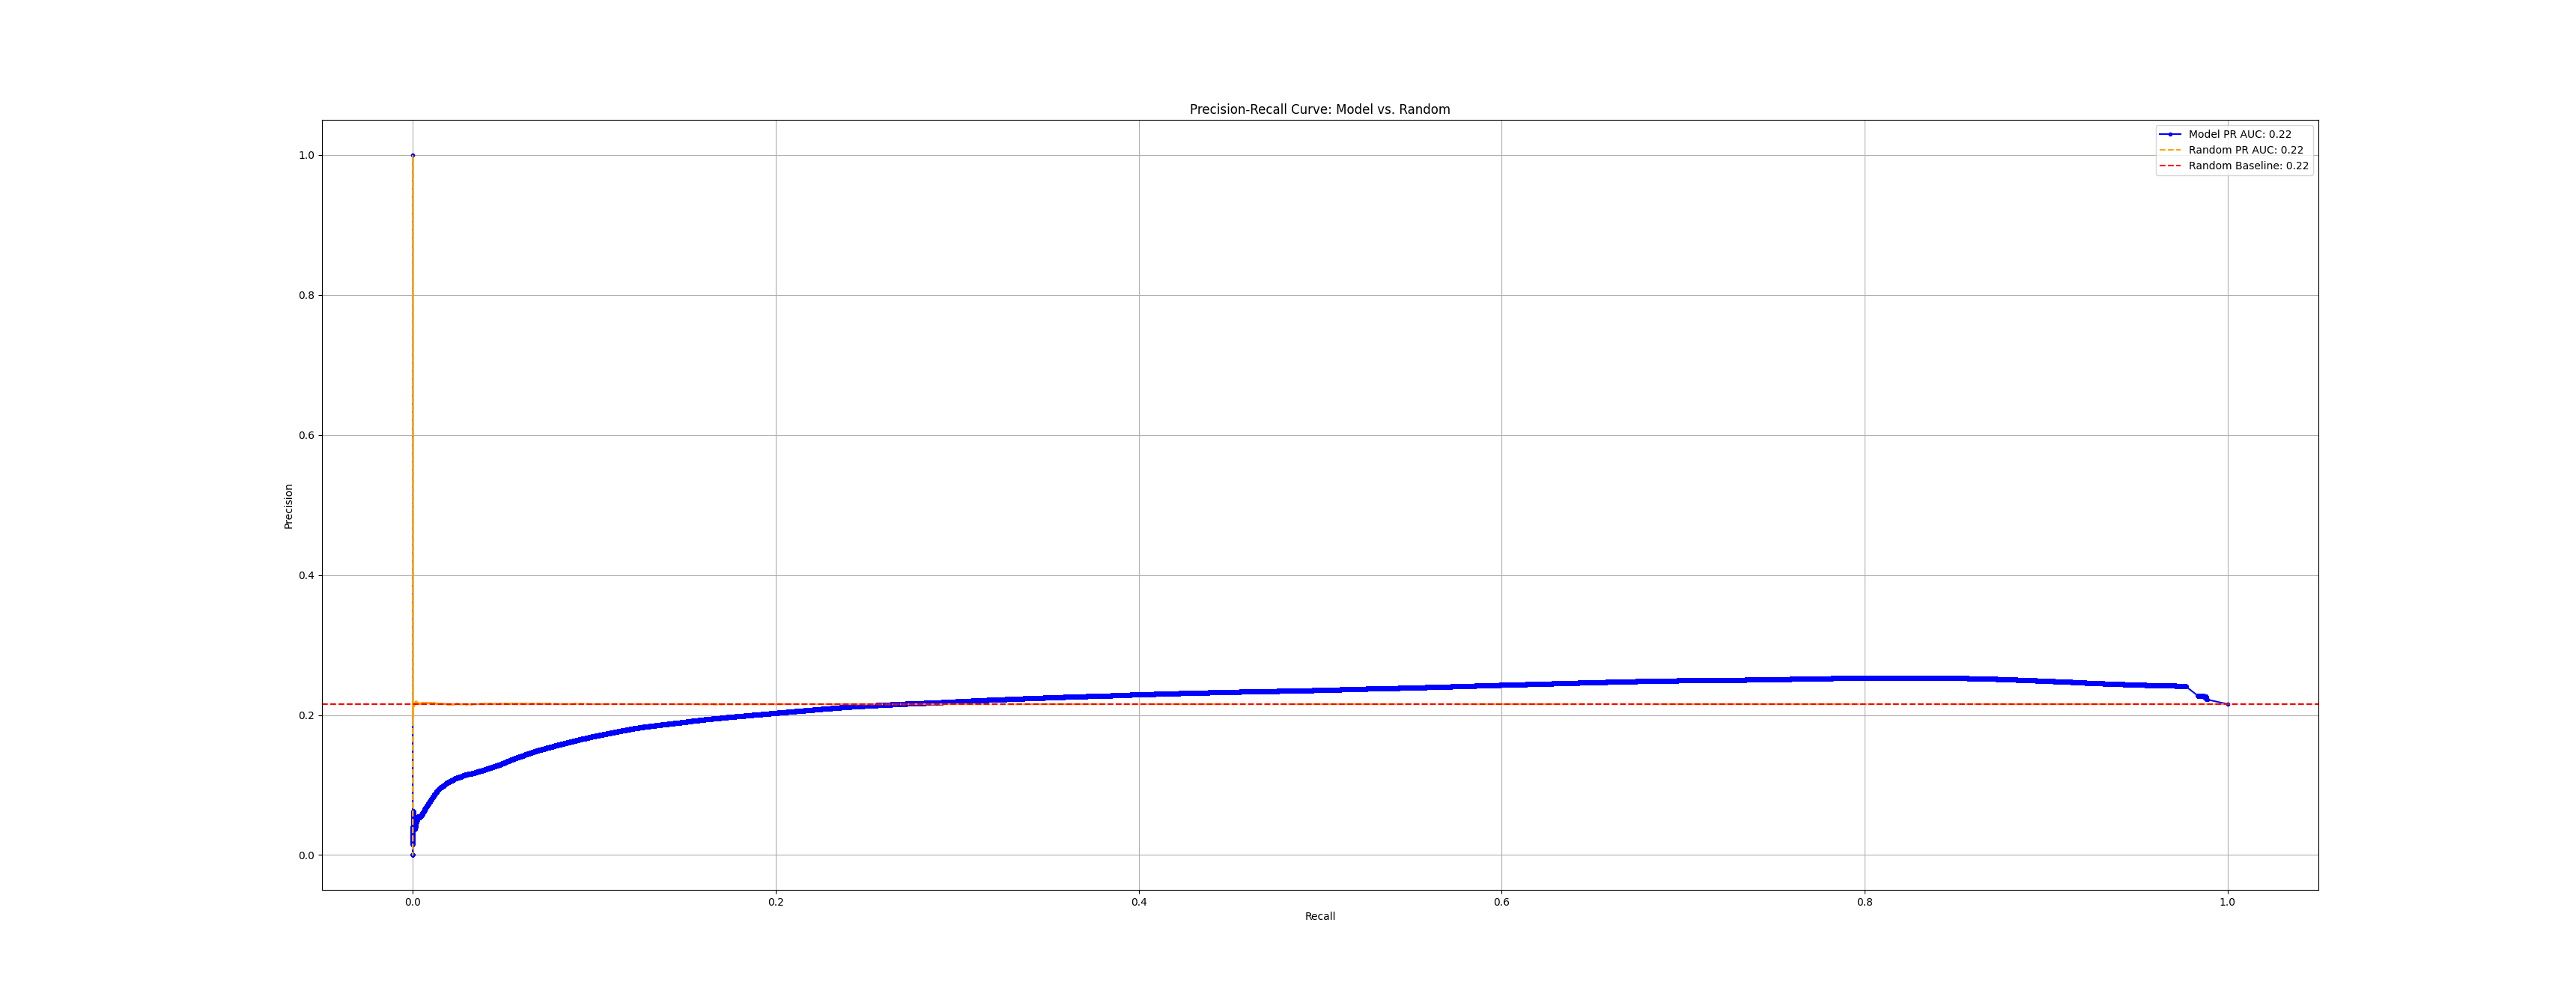 Precision-Recall Curve: Model vs. Random
Model PR AUC: 0.22
Random PR AUC: 0.22
Random Baseline: 0.22
1.0
0.8
0.6
0.4
0.2
0.0
Precision
0.0 0.2 0.4 0.6 0.8 1.0
Recall